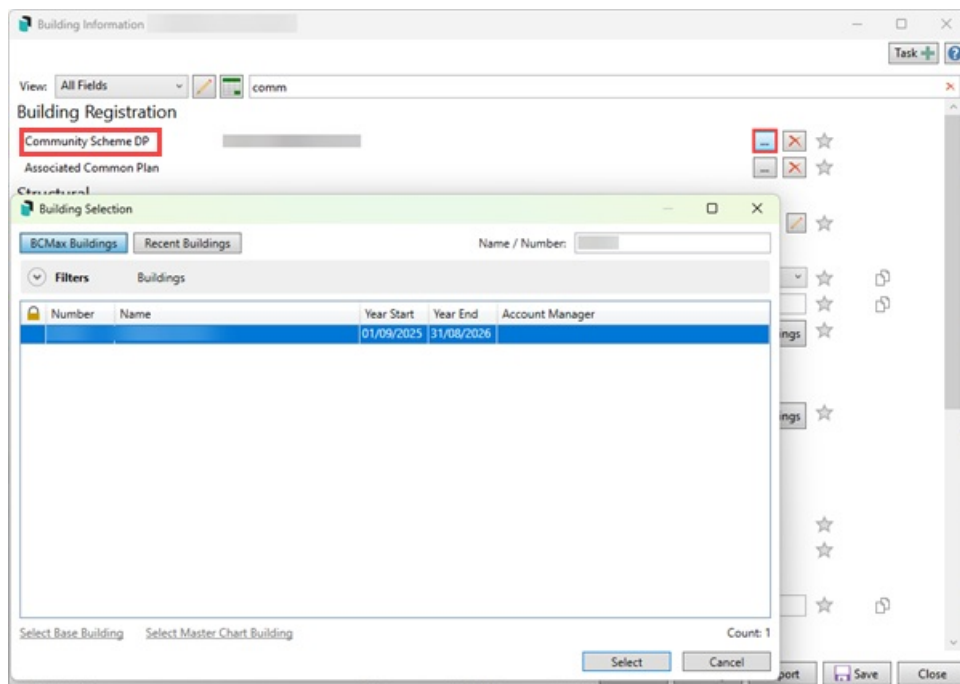 Building Information
Task
View: All Fields comm
Building Registration
Community Scheme DP ...
Associated Common Plan ...
Structural
Building Selection
BCMax Buildings Recent Buildings Name / Number:
Filters Buildings
Number Name Year Start Year End Account Manager
01/09/2025 31/08/2026
ings
ings
Select Base Building Select Master Chart Building Count: 1
Select Cancel
port Save Close